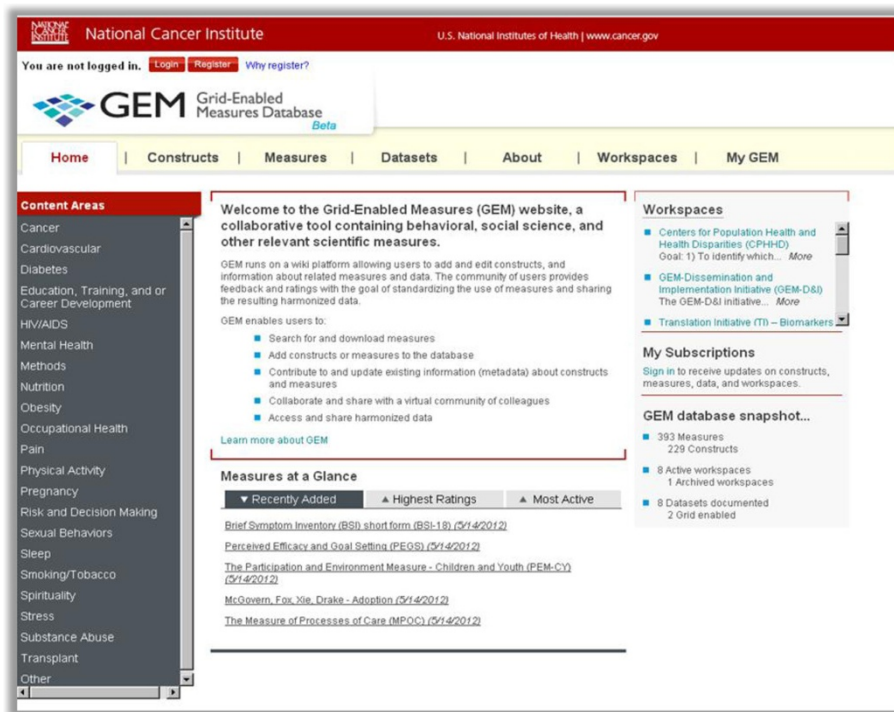 NATIONAL CANCER INSTITUTE
National Cancer Institute
U.S. National Institutes of Health | www.cancer.gov
You are not logged in. Login Register Why register?
GEM Grid-Enabled
Measures Database
Beta
Home | Constructs | Measures | Datasets | About | Workspaces | My GEM
Content Areas
Cancer
Cardiovascular
Diabetes
Education, Training, and or
Career Development
HIV/AIDS
Mental Health
Methods
Nutrition
Obesity
Occupational Health
Pain
Physical Activity
Pregnancy
Risk and Decision Making
Sexual Behaviors
Sleep
Smoking/Tobacco
Spirituality
Stress
Substance Abuse
Transplant
Other
Welcome to the Grid-Enabled Measures (GEM) website, a
collaborative tool containing behavioral, social science, and
other relevant scientific measures.
GEM runs on a wiki platform allowing users to add and edit constructs, and
information about related measures and data. The community of users provides
feedback and ratings with the goal of standardizing the use of measures and sharing
the resulting harmonized data.
GEM enables users to:
Search for and download measures
Add constructs or measures to the database
Contribute to and update existing information (metadata) about constructs
and measures
Collaborate and share with a virtual community of colleagues
Access and share harmonized data
Learn more about GEM
Measures at a Glance
Recently Added Highest Ratings Most Active
Brief Symptom Inventory (BSI) short form (BSI-18) (5/14/2012)
Perceived Efficacy and Goal Setting (PEGS) (5/14/2012)
The Participation and Environment Measure - Children and Youth (PEM-CY)
(5/14/2012)
McGovern, Fox, Xie, Drake - Adoption (5/14/2012)
The Measure of Processes of Care (MPOC) (5/14/2012)
Workspaces
Centers for Population Health and
Health Disparities (CPHHD)
Goal: 1) To identify which... More
GEM-Dissemination and
Implementation Initiative (GEM-D&I)
The GEM-D&I initiative... More
Translation Initiative (TI) – Biomarkers
My Subscriptions
Sign in to receive updates on constructs,
measures, data, and workspaces.
GEM database snapshot...
393 Measures
229 Constructs
8 Active workspaces
1 Archived workspaces
8 Datasets documented
2 Grid enabled